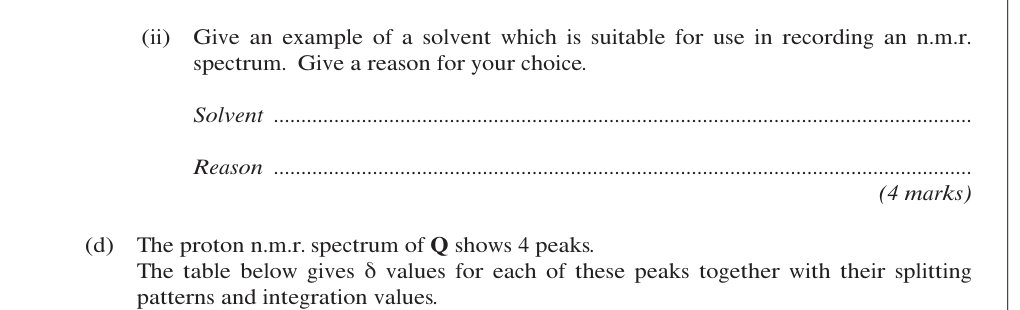 (ii) Give an example of a solvent which is suitable for use in recording an n.m.r.
spectrum. Give a reason for your choice.
Solvent ................................................................................................................................
Reason ................................................................................................................................
(4 marks)
(d) The proton n.m.r. spectrum of Q shows 4 peaks.
The table below gives δ values for each of these peaks together with their splitting
patterns and integration values.